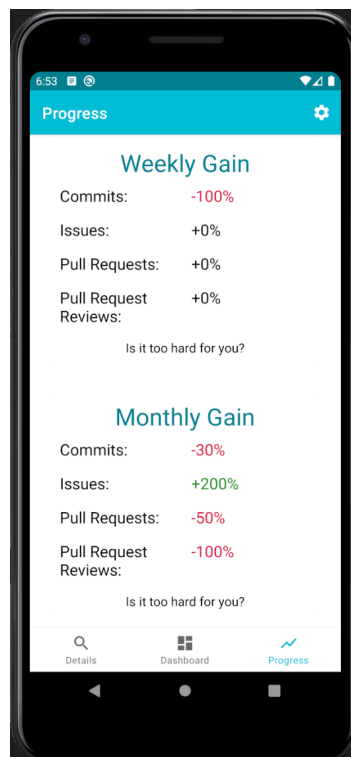 6:53
Progress
Weekly Gain
Commits: -100%
Issues: +0%
Pull Requests: +0%
Pull Request +0%
Reviews:
Is it too hard for you?
Monthly Gain
Commits: -30%
Issues: +200%
Pull Requests: -50%
Pull Request -100%
Reviews:
Is it too hard for you?
Details Dashboard Progress